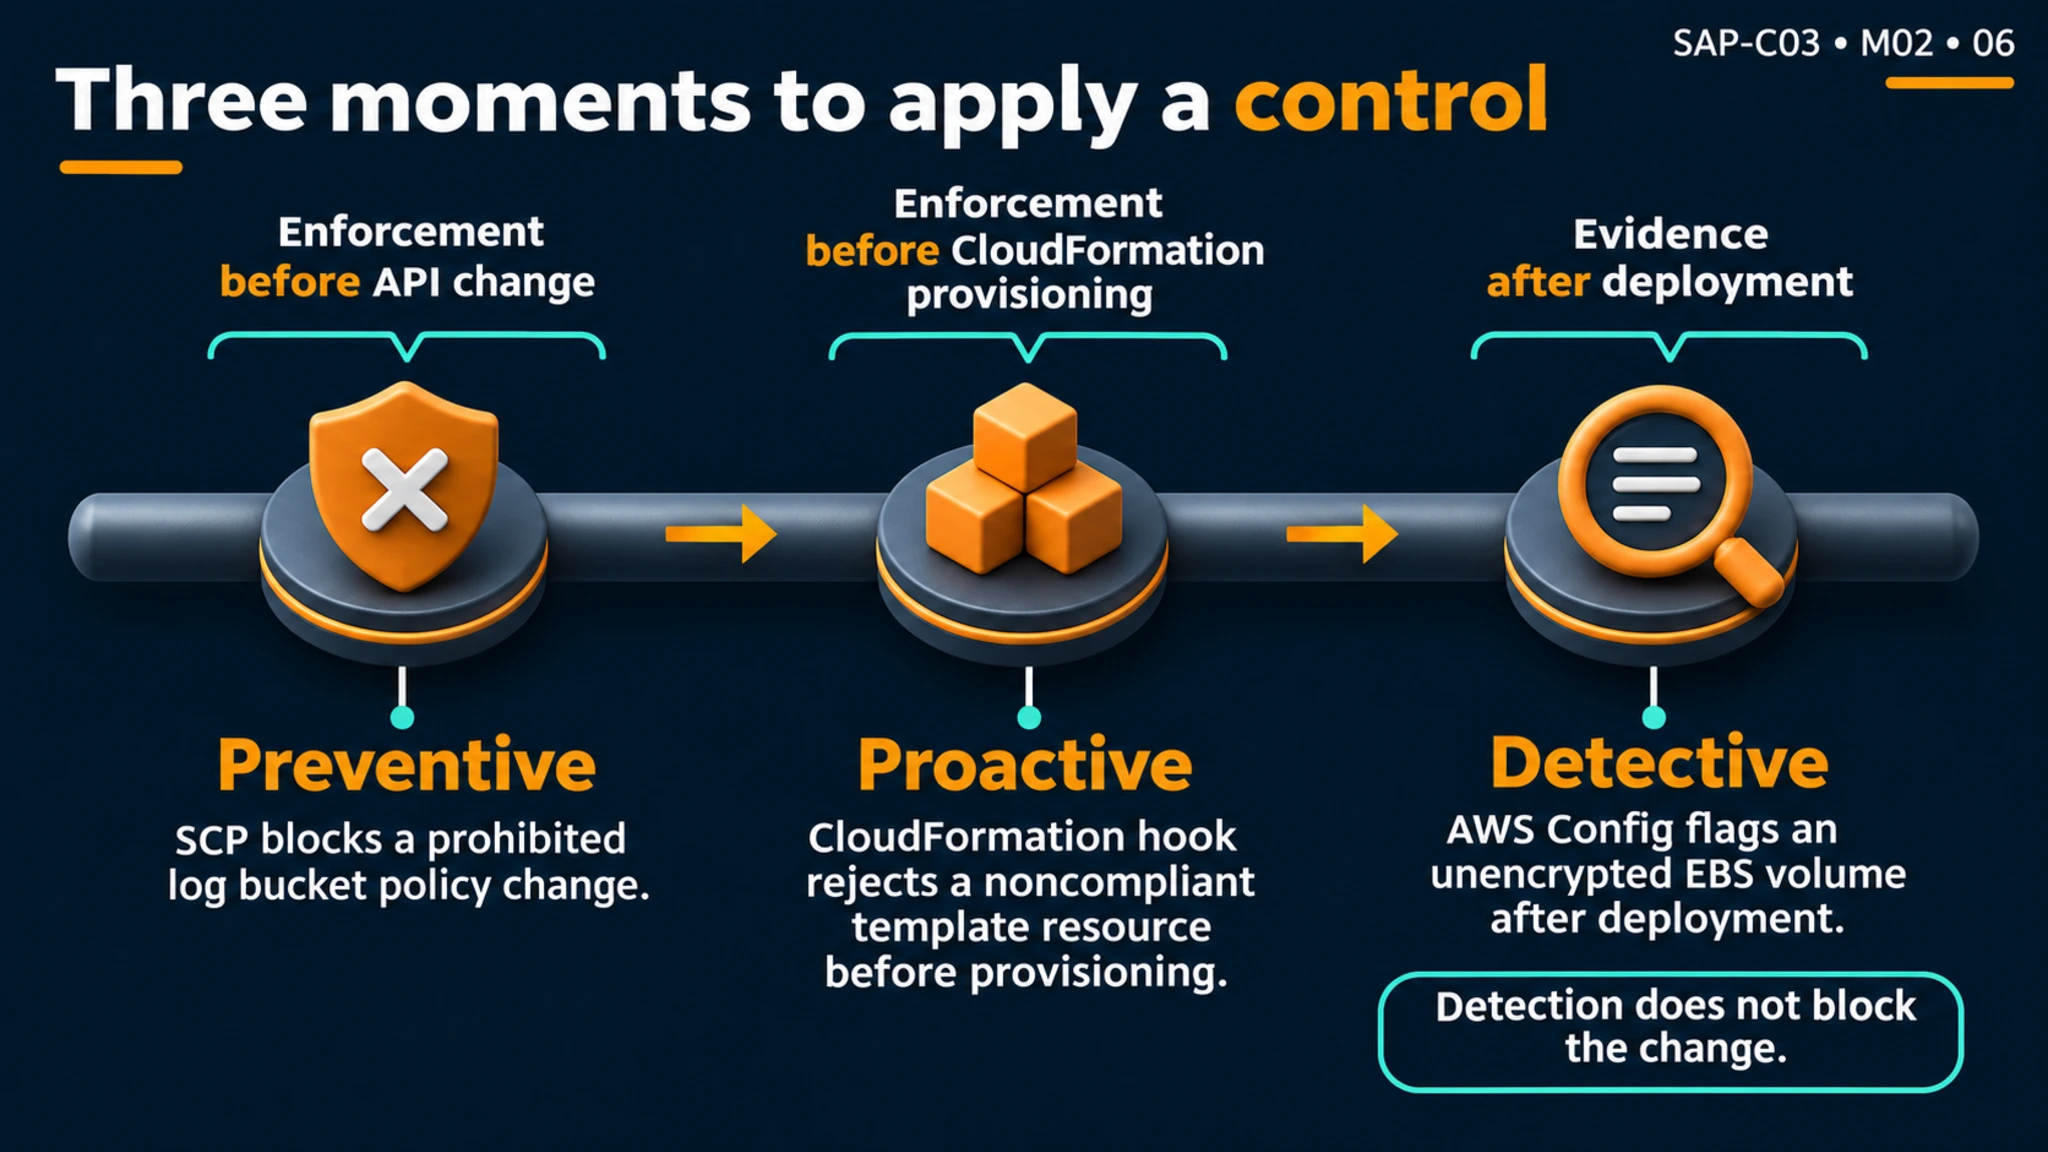 SAP-C03 • M02 • 06
Three moments to apply a control
Enforcement
before API change
Enforcement
before CloudFormation
provisioning
Evidence
after deployment
Preventive
SCP blocks a prohibited
log bucket policy change.
Proactive
CloudFormation hook
rejects a noncompliant
template resource
before provisioning.
Detective
AWS Config flags an
unencrypted EBS volume
after deployment.
Detection does not block
the change.